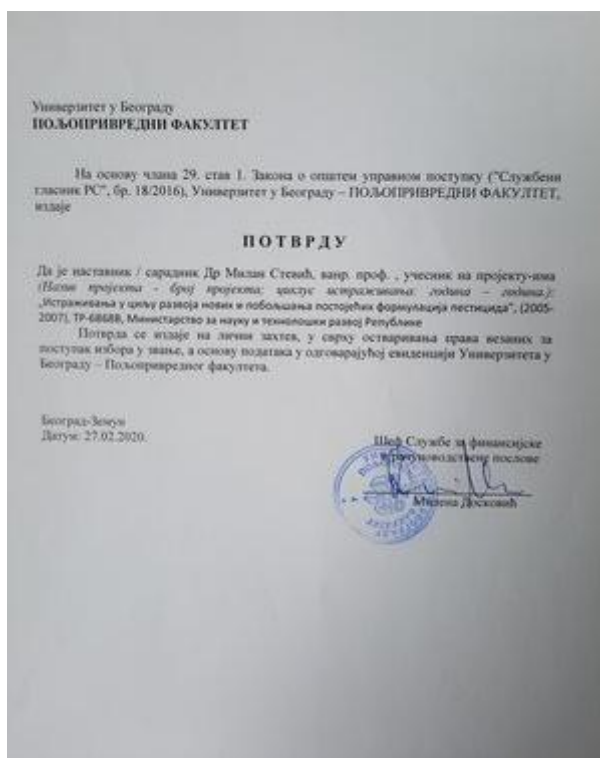 Универзитет у Београду
ПОЉОПРИВРЕДНИ ФАКУЛТЕТ
На основу члана 29. став 1. Закона о општем управном поступку ("Службени
гласник РС", бр. 18/2016), Универзитет у Београду – ПОЉОПРИВРЕДНИ ФАКУЛТЕТ,
издаје
ПОТВРДУ
Да је наставник / сарадник Др Милан Стевић, ванр. проф. , учесник на пројекту-има
(Назив пројекта - број пројекта: циклус истраживања: година – година.):
„Истраживања у циљу развоја нових и побољшања постојећих формулација пестицида", (2005-
2007), ТР-6868В, Министарство за науку и технолошки развој Републике
Потврда се издаје на лични захтев, у сврху остваривања права везаних за
поступак избора у звање, а основу података у одговарајућој евиденцији Универзитета у
Београду – Пољопривредног факултета.
Београд-Земун
Датум: 27.02.2020.
Шеф Службе за финансијске
и рачуноводствене послове
Милена Досковић